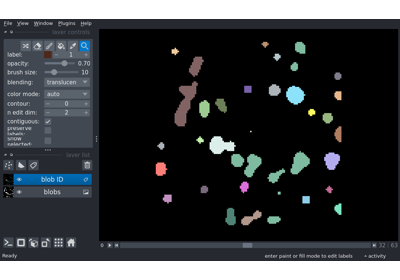 File View Window Plugins Help
layer controls
label: 1
opacity: 0.70
brush size: 10
blending: translucen
color mode: auto
contour: 0
n edit dim: 2
contiguous:
preserve labels:
show selected:
layer list
blob ID
blobs
0 32 63
Ready enter paint or fill mode to edit labels activity